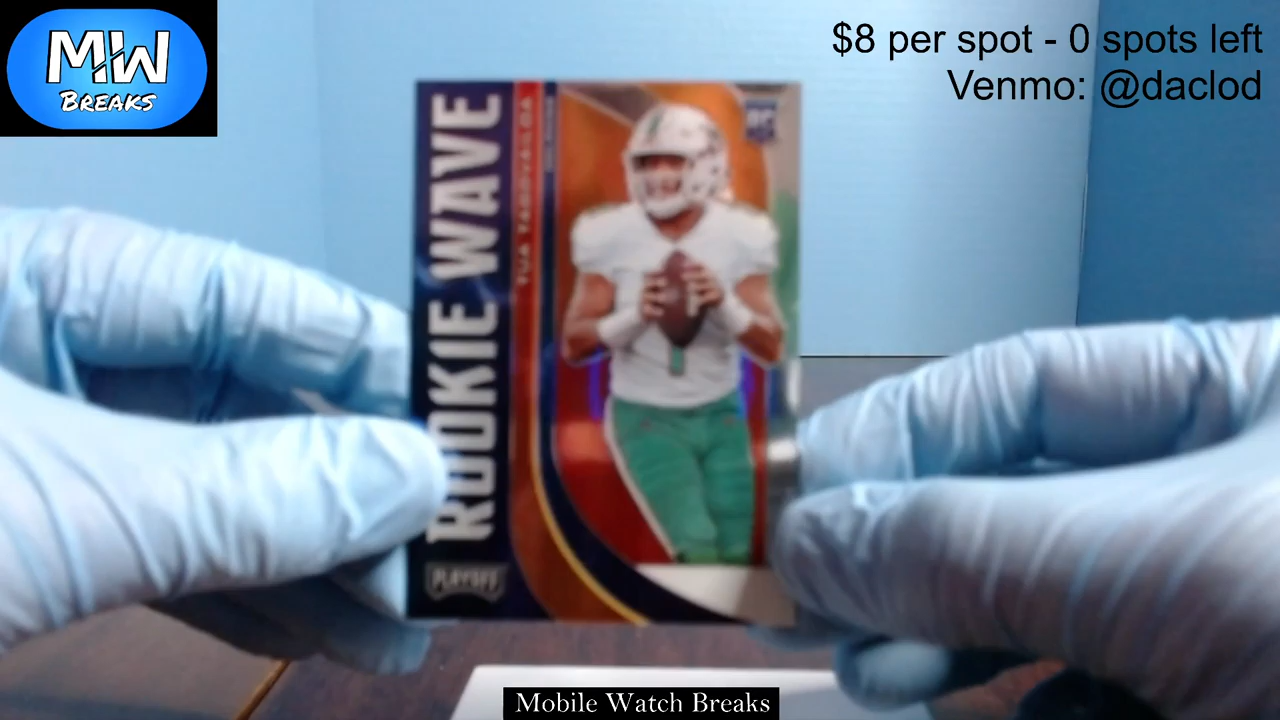 MW
BREAKS
$8 per spot - 0 spots left
Venmo: @daclod
ROOKIE WAVE
TUA TAGOVAILOA
RC
1
PLAYOFF
Mobile Watch Breaks